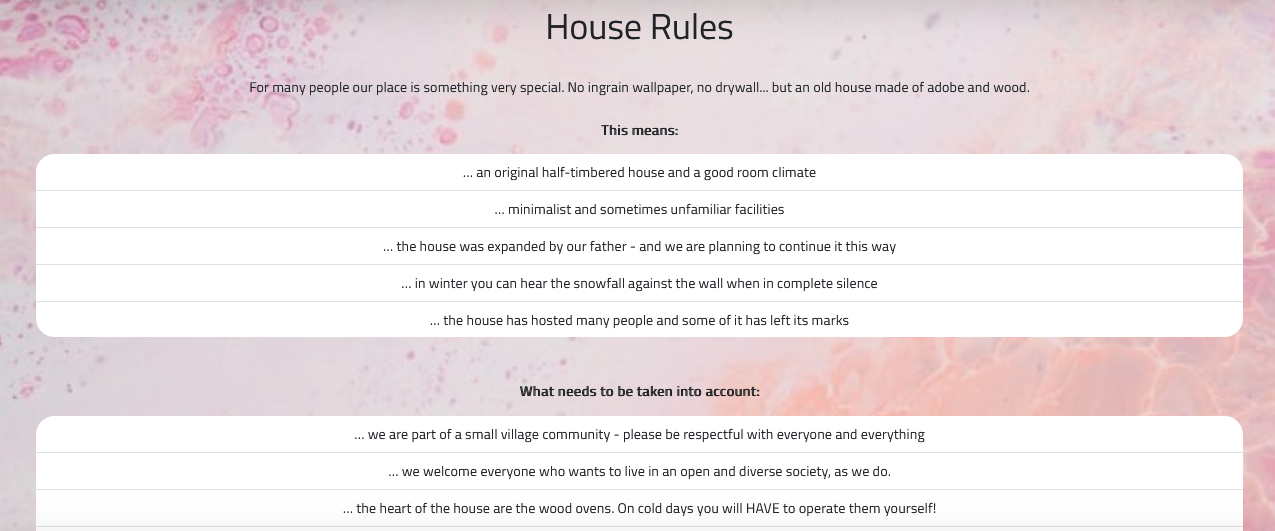 House Rules
For many people our place is something very special. No ingrain wallpaper, no drywall... but an old house made of adobe and wood.
This means:
... an original half-timbered house and a good room climate
... minimalist and sometimes unfamiliar facilities
... the house was expanded by our father - and we are planning to continue it this way
... in winter you can hear the snowfall against the wall when in complete silence
... the house has hosted many people and some of it has left its marks
What needs to be taken into account:
... we are part of a small village community - please be respectful with everyone and everything
... we welcome everyone who wants to live in an open and diverse society, as we do.
... the heart of the house are the wood ovens. On cold days you will HAVE to operate them yourself!